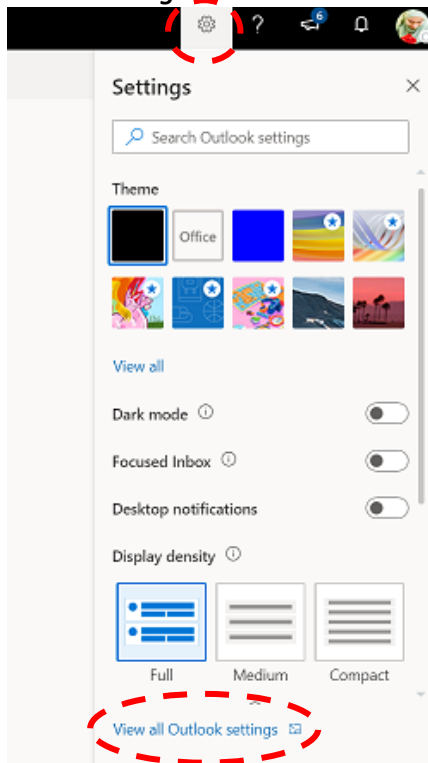 ?
6
Settings
Search Outlook settings
Theme
Office
View all
Dark mode
Focused Inbox
Desktop notifications
Display density
Full Medium Compact
View all Outlook settings